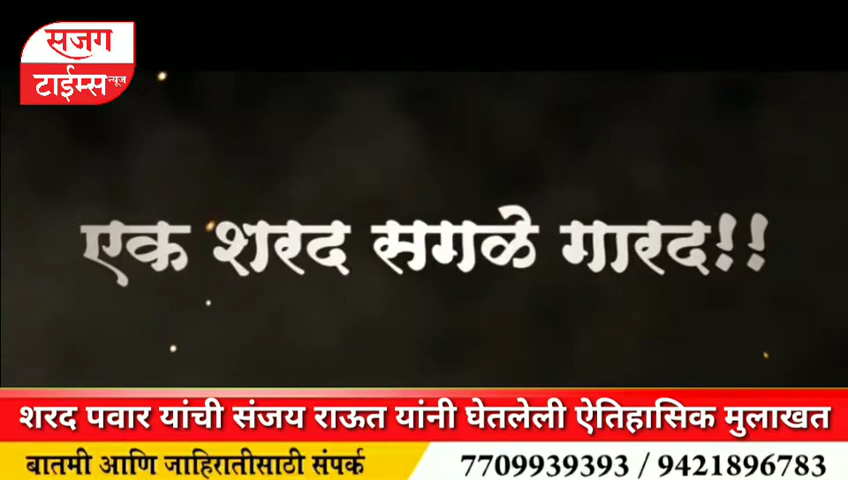 सजग
टाईम्स न्यूज
एक शरद सगळे गारद!!
शरद पवार यांची संजय राऊत यांनी घेतलेली ऐतिहासिक मुलाखत
बातमी आणि जाहिरातीसाठी संपर्क 7709939393 / 9421896783